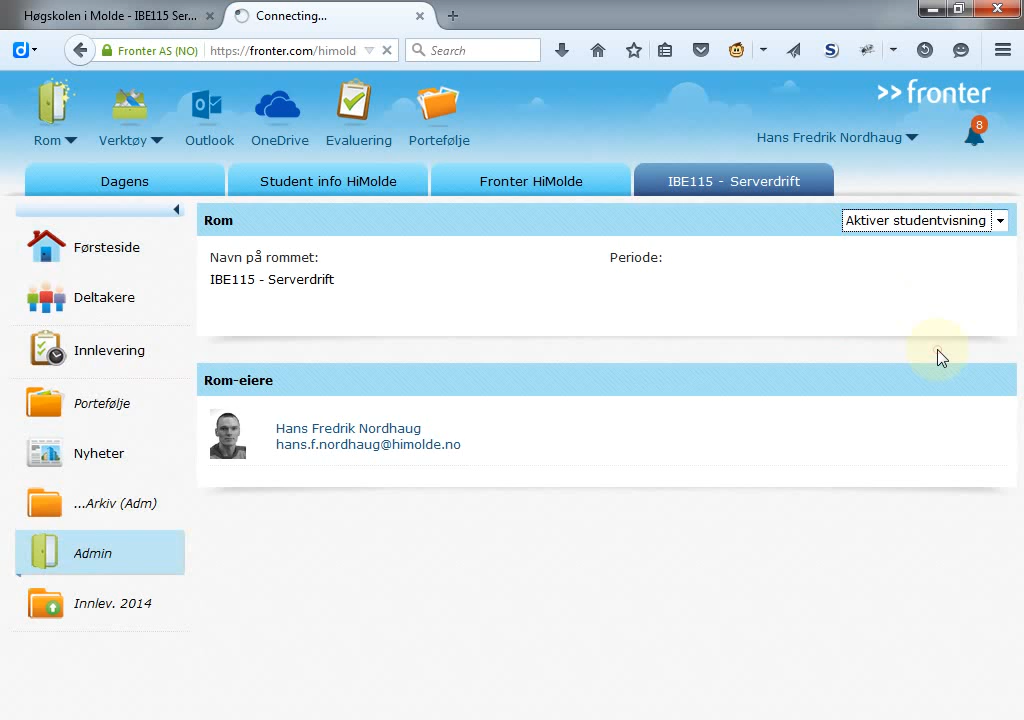 Høgskolen i Molde - IBE115 Ser...
Connecting...
Fronter AS (NO)
https://fronter.com/himold
Search
Rom
Verktøy
Outlook
OneDrive
Evaluering
Portefølje
>>fronter
Hans Fredrik Nordhaug
8
Dagens
Student info HiMolde
Fronter HiMolde
IBE115 - Serverdrift
Førsteside
Deltakere
Innlevering
Portefølje
Nyheter
...Arkiv (Adm)
Admin
Innlev. 2014
Rom
Aktiver studentvisning
Navn på rommet:
Periode:
IBE115 - Serverdrift
Rom-eiere
Hans Fredrik Nordhaug
hans.f.nordhaug@himolde.no